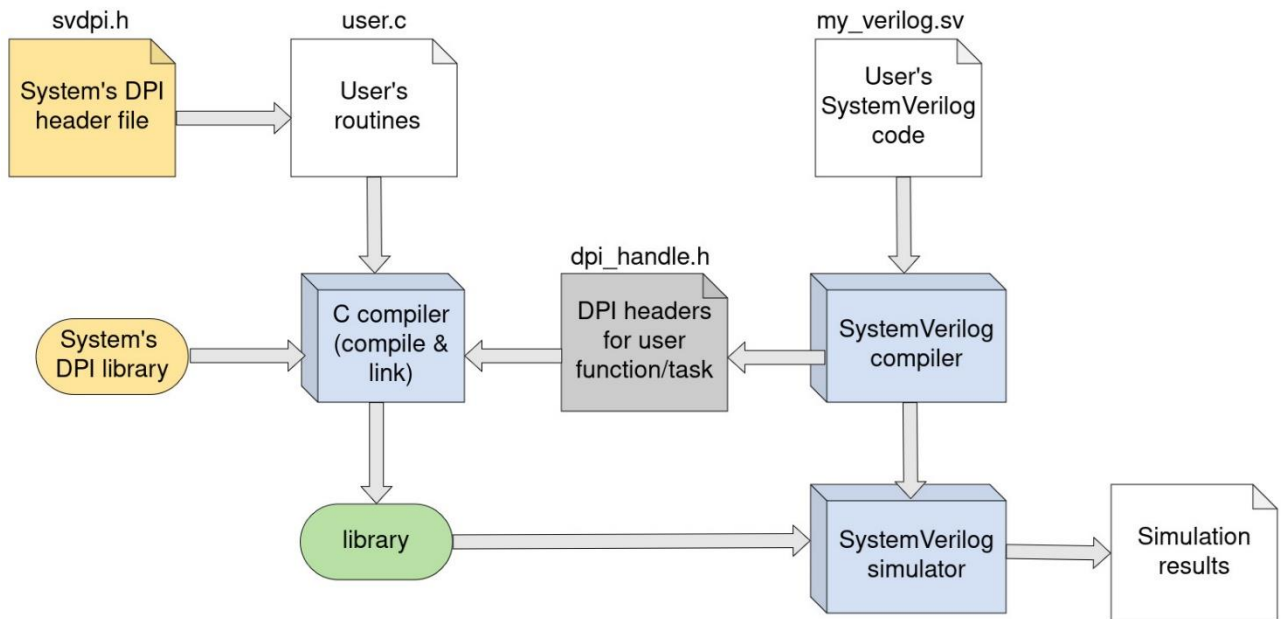 svdpi.h
user.c
my_verilog.sv
System's DPI
header file
User's
routines
User's
SystemVerilog
code
dpi_handle.h
System's
DPI library
C compiler
(compile &
link)
DPI headers
for user
function/task
SystemVerilog
compiler
library
SystemVerilog
simulator
Simulation
results